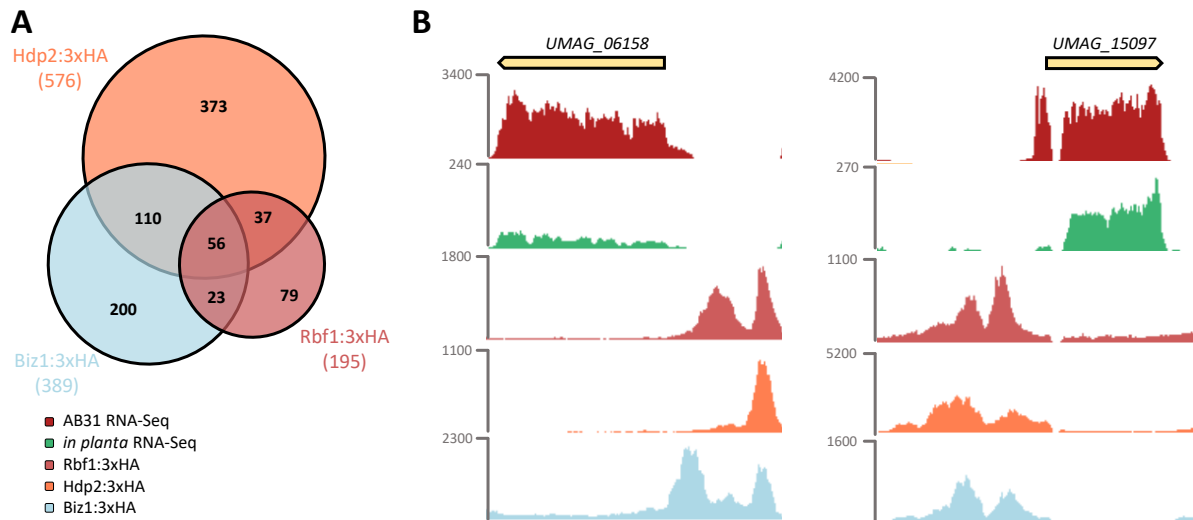 A
Hdp2:3xHA
(576)
373
110
37
56
200
23
79
Rbf1:3xHA
(195)
Biz1:3xHA
(389)
AB31 RNA-Seq
in planta RNA-Seq
Rbf1:3xHA
Hdp2:3xHA
Biz1:3xHA
B
UMAG_06158
3400
240
1800
1100
2300
UMAG_15097
4200
270
1100
5200
1600